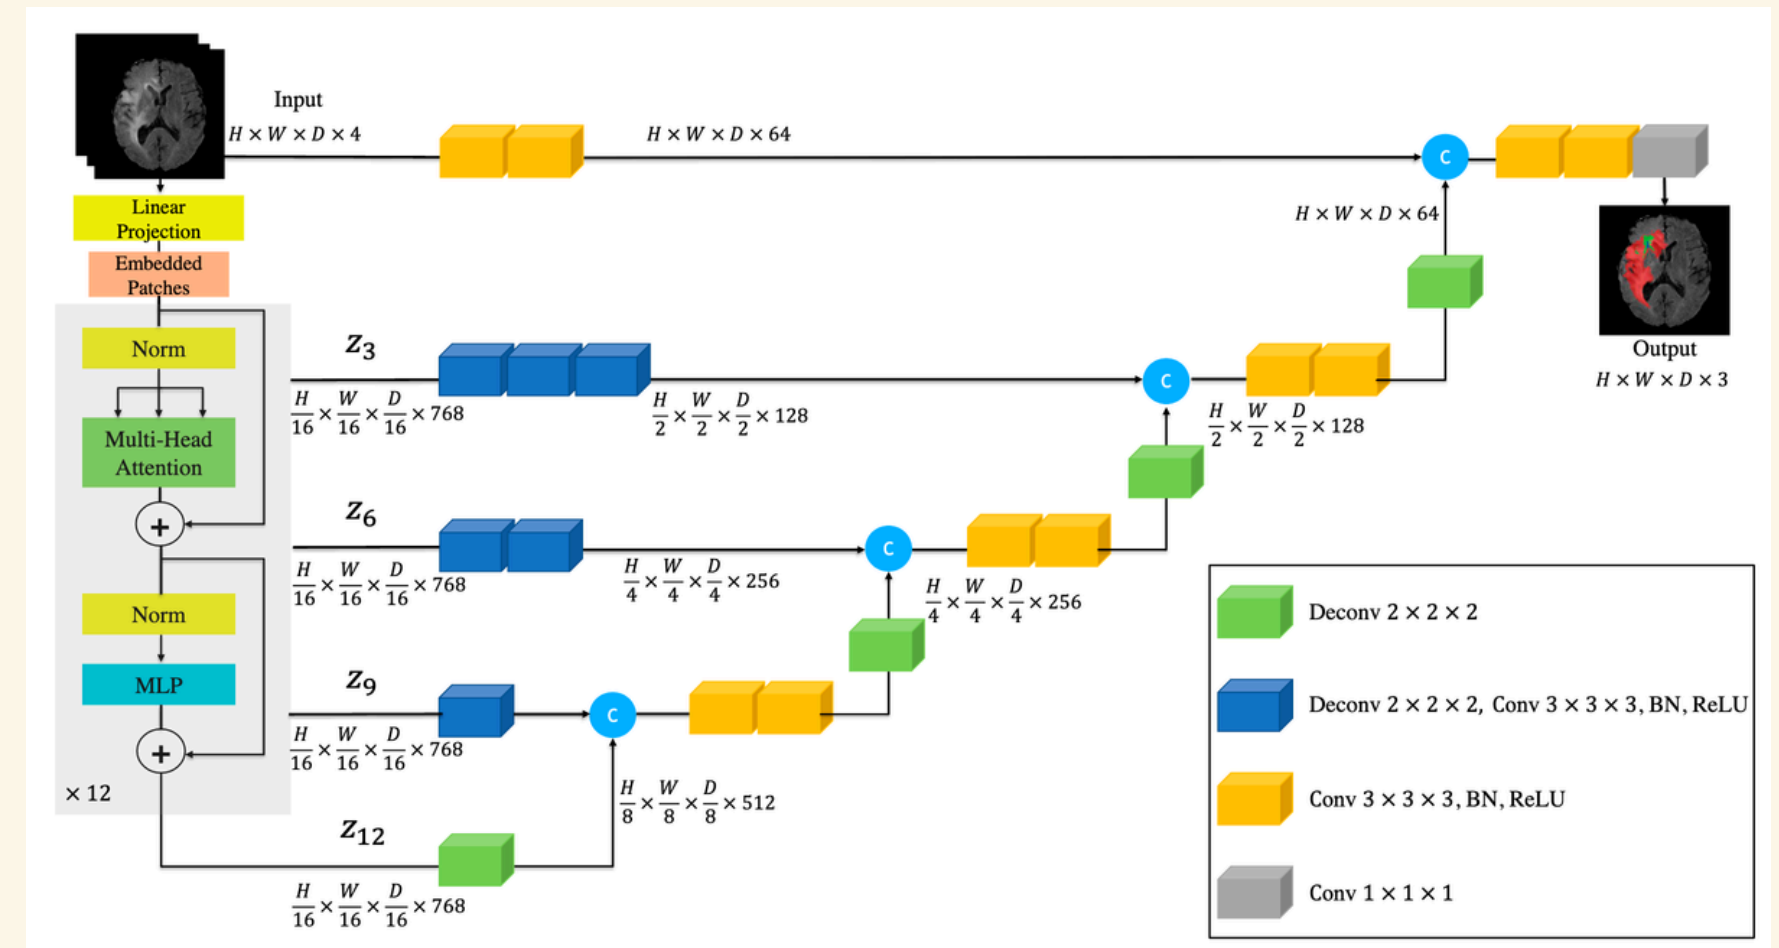 Input
H × W × D × 4
H × W × D × 64
C
Linear
Projection
H × W × D × 64
Embedded
Patches
Norm
Multi-Head
Attention
+
Norm
MLP
+
× 12
Z₃
H/16 × W/16 × D/16 × 768
H/2 × W/2 × D/2 × 128
C
H/2 × W/2 × D/2 × 128
Output
H × W × D × 3
Z₆
H/16 × W/16 × D/16 × 768
H/4 × W/4 × D/4 × 256
C
H/4 × W/4 × D/4 × 256
Z₉
H/16 × W/16 × D/16 × 768
C
H/8 × W/8 × D/8 × 512
Z₁₂
H/16 × W/16 × D/16 × 768
Deconv 2 × 2 × 2
Deconv 2 × 2 × 2, Conv 3 × 3 × 3, BN, ReLU
Conv 3 × 3 × 3, BN, ReLU
Conv 1 × 1 × 1